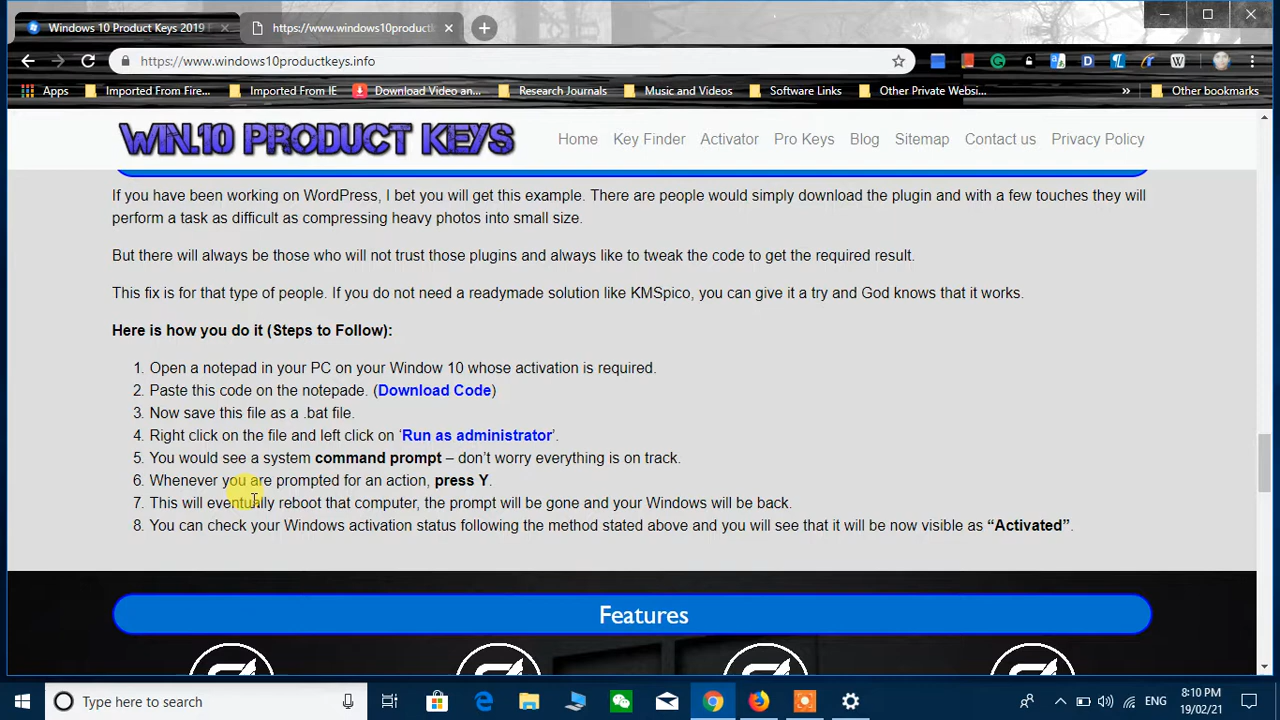 Windows 10 Product Keys 2019
https://www.windows10product
https://www.windows10productkeys.info
Apps
Imported From Fire...
Imported From IE
Download Video an...
Research Journals
Music and Videos
Software Links
Other Private Websi...
»
Other bookmarks
WIN.10 PRODUCT KEYS
Home Key Finder Activator Pro Keys Blog Sitemap Contact us Privacy Policy
If you have been working on WordPress, I bet you will get this example. There are people would simply download the plugin and with a few touches they will
perform a task as difficult as compressing heavy photos into small size.
But there will always be those who will not trust those plugins and always like to tweak the code to get the required result.
This fix is for that type of people. If you do not need a readymade solution like KMSpico, you can give it a try and God knows that it works.
Here is how you do it (Steps to Follow):
1. Open a notepad in your PC on your Window 10 whose activation is required.
2. Paste this code on the notepade. (Download Code)
3. Now save this file as a .bat file.
4. Right click on the file and left click on ‘Run as administrator’.
5. You would see a system command prompt – don’t worry everything is on track.
6. Whenever you are prompted for an action, press Y.
7. This will eventually reboot that computer, the prompt will be gone and your Windows will be back.
8. You can check your Windows activation status following the method stated above and you will see that it will be now visible as “Activated”.
Features
Type here to search
ENG
8:10 PM
19/02/21